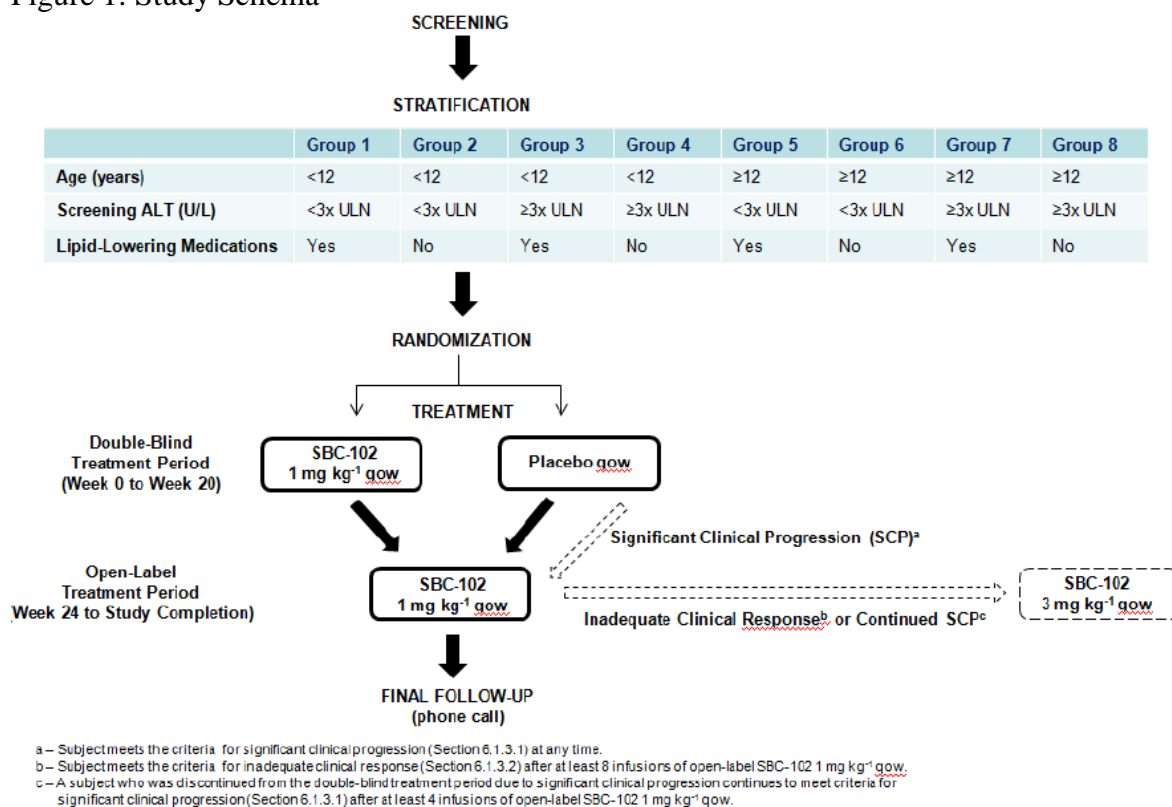 Figure 1. Study Schema
SCREENING
STRATIFICATION
Group 1 Group 2 Group 3 Group 4 Group 5 Group 6 Group 7 Group 8
Age (years) <12 <12 <12 <12 ≥12 ≥12 ≥12 ≥12
Screening ALT (U/L) <3x ULN <3x ULN ≥3x ULN ≥3x ULN <3x ULN <3x ULN ≥3x ULN ≥3x ULN
Lipid-Lowering Medications Yes No Yes No Yes No Yes No
RANDOMIZATION
TREATMENT
Double-Blind
Treatment Period
(Week 0 to Week 20)
SBC-102
1 mg kg⁻¹ qow
Placebo qow
Significant Clinical Progression (SCP)ᵃ
Open-Label
Treatment Period
(Week 24 to Study Completion)
SBC-102
1 mg kg⁻¹ qow
Inadequate Clinical Responseᵇ or Continued SCPᶜ
SBC-102
3 mg kg⁻¹ qow
FINAL FOLLOW-UP
(phone call)
a – Subject meets the criteria for significant clinical progression (Section 6.1.3.1) at any time.
b – Subject meets the criteria for inadequate clinical response (Section 6.1.3.2) after at least 8 infusions of open-label SBC-102 1 mg kg⁻¹ qow.
c – A subject who was discontinued from the double-blind treatment period due to significant clinical progression continues to meet criteria for
significant clinical progression (Section 6.1.3.1) after at least 4 infusions of open-label SBC-102 1 mg kg⁻¹ qow.